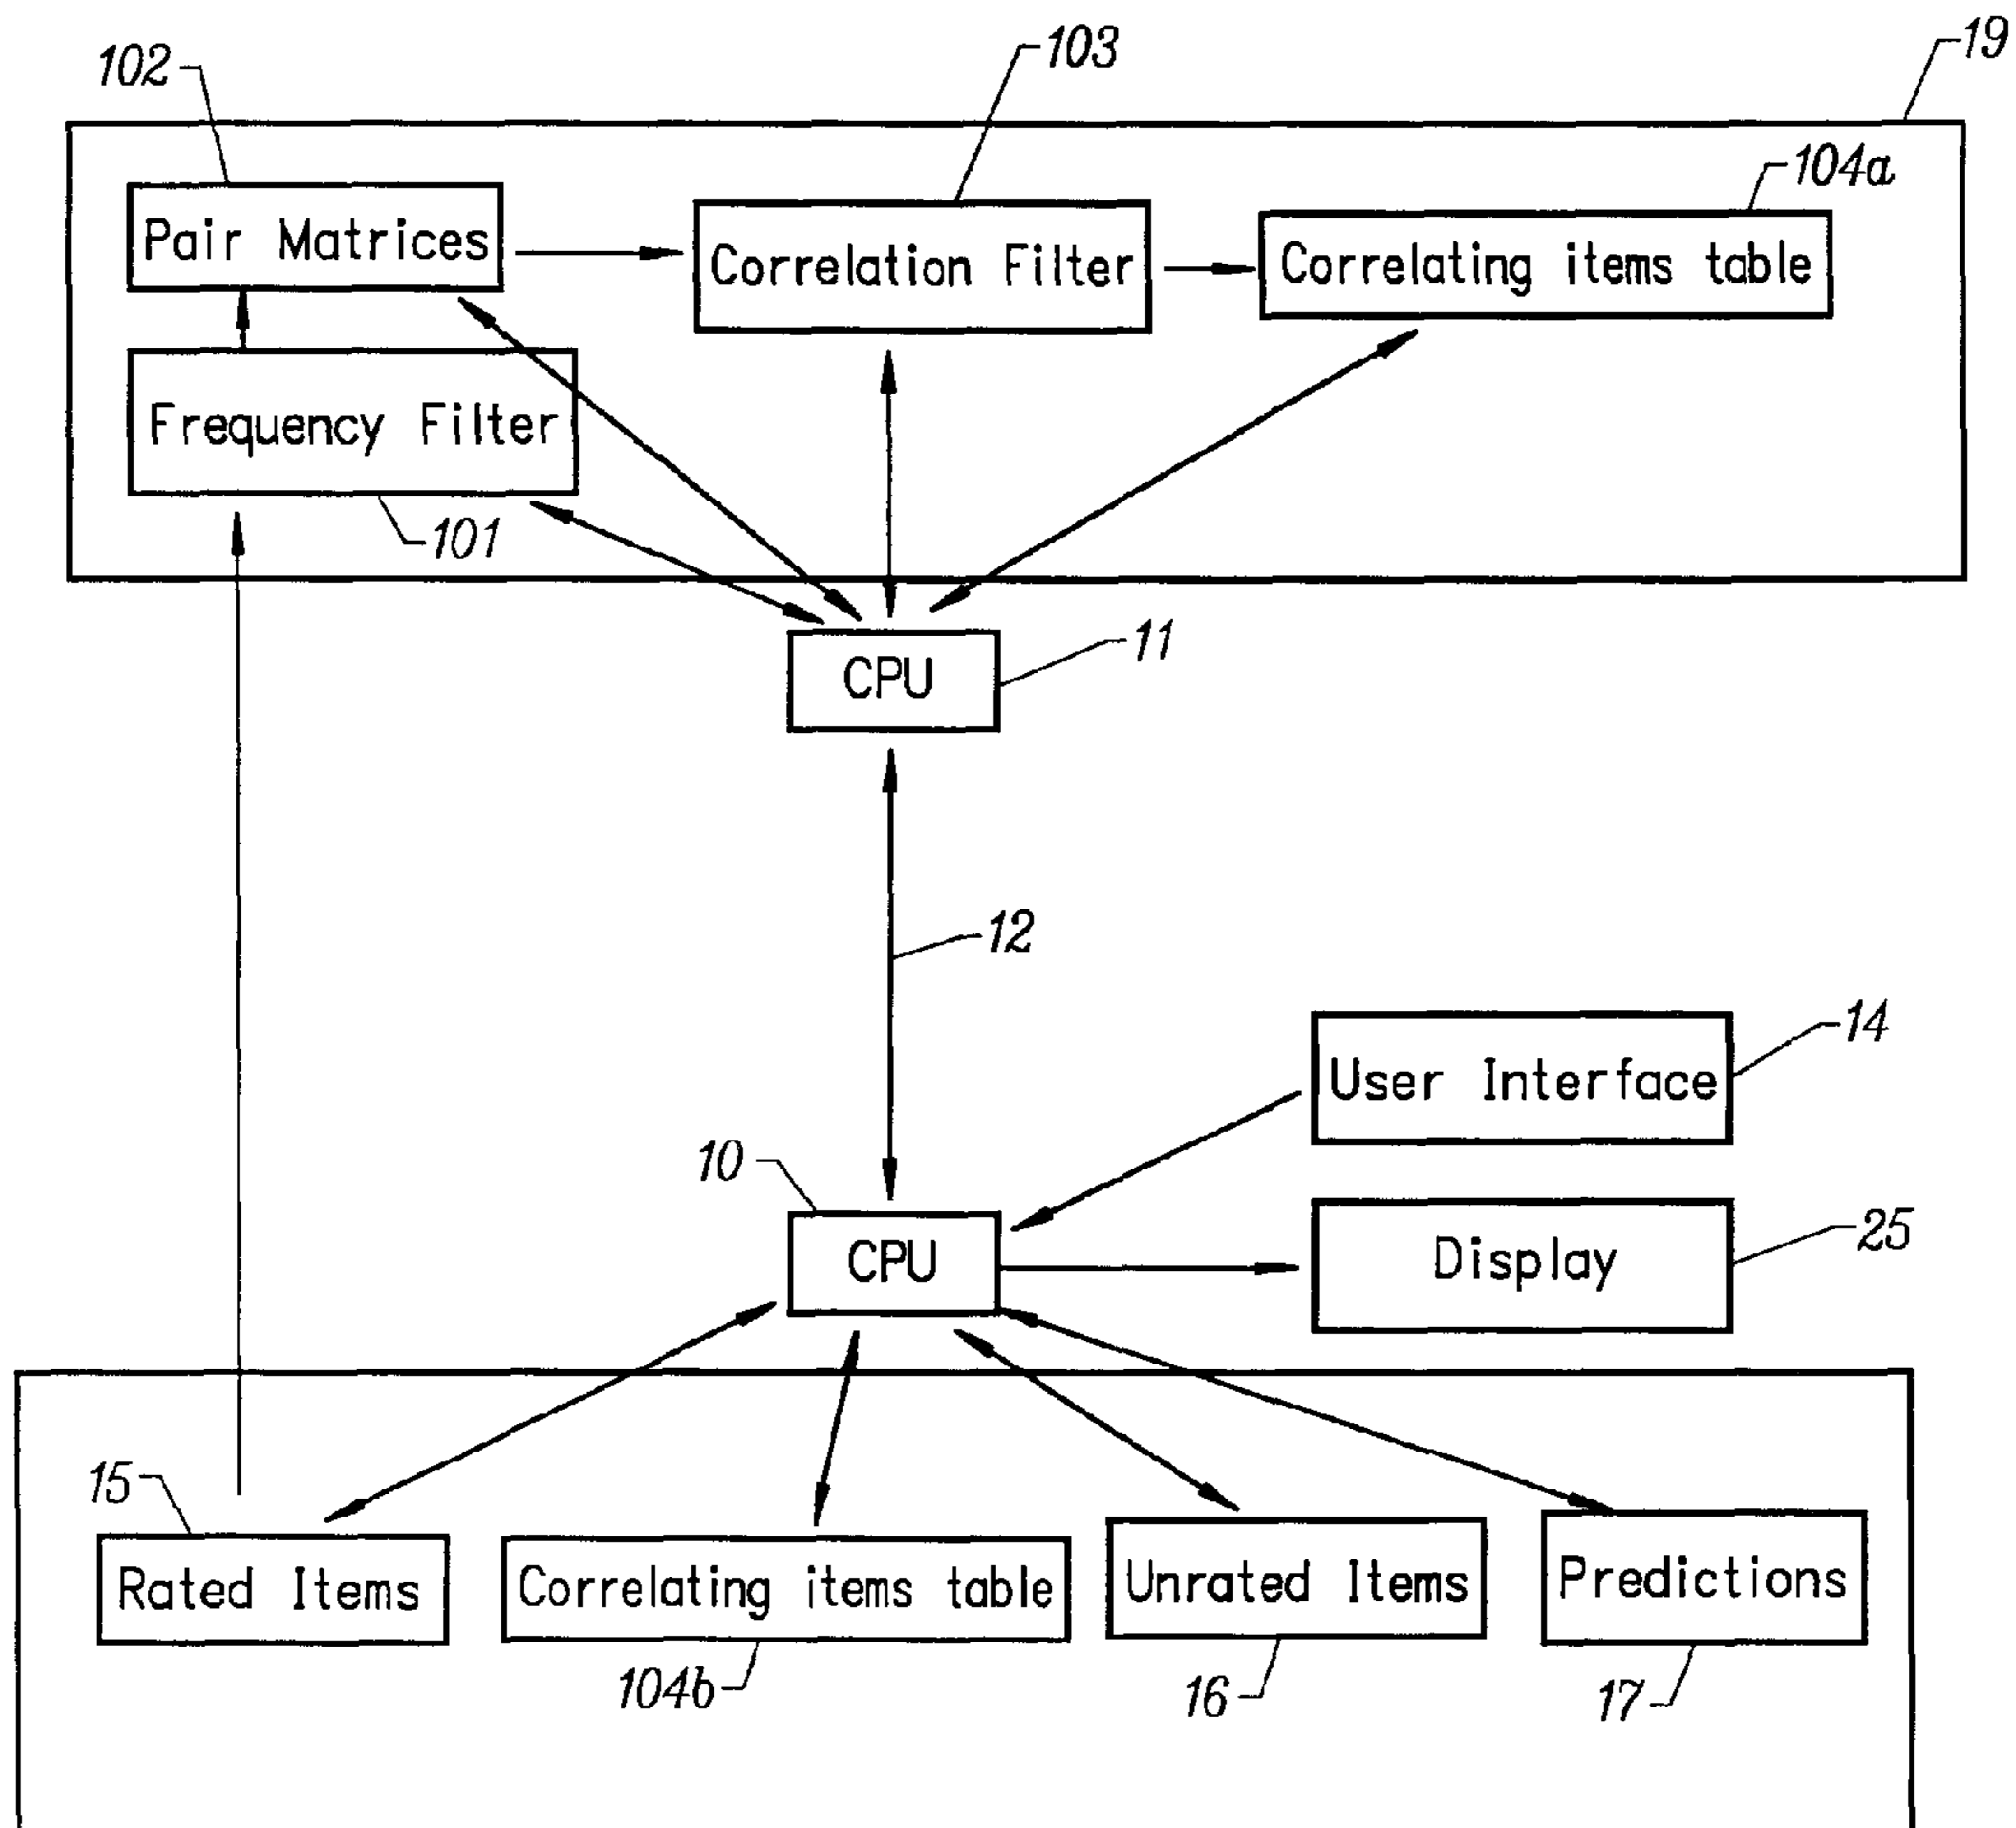 19
103
102
104a
Pair Matrices
Correlation Filter
Correlating items table
Frequency Filter
101
CPU
11
12
User Interface
14
10
CPU
Display
25
15
Rated Items
Correlating items table
Unrated Items
Predictions
104b
16
17